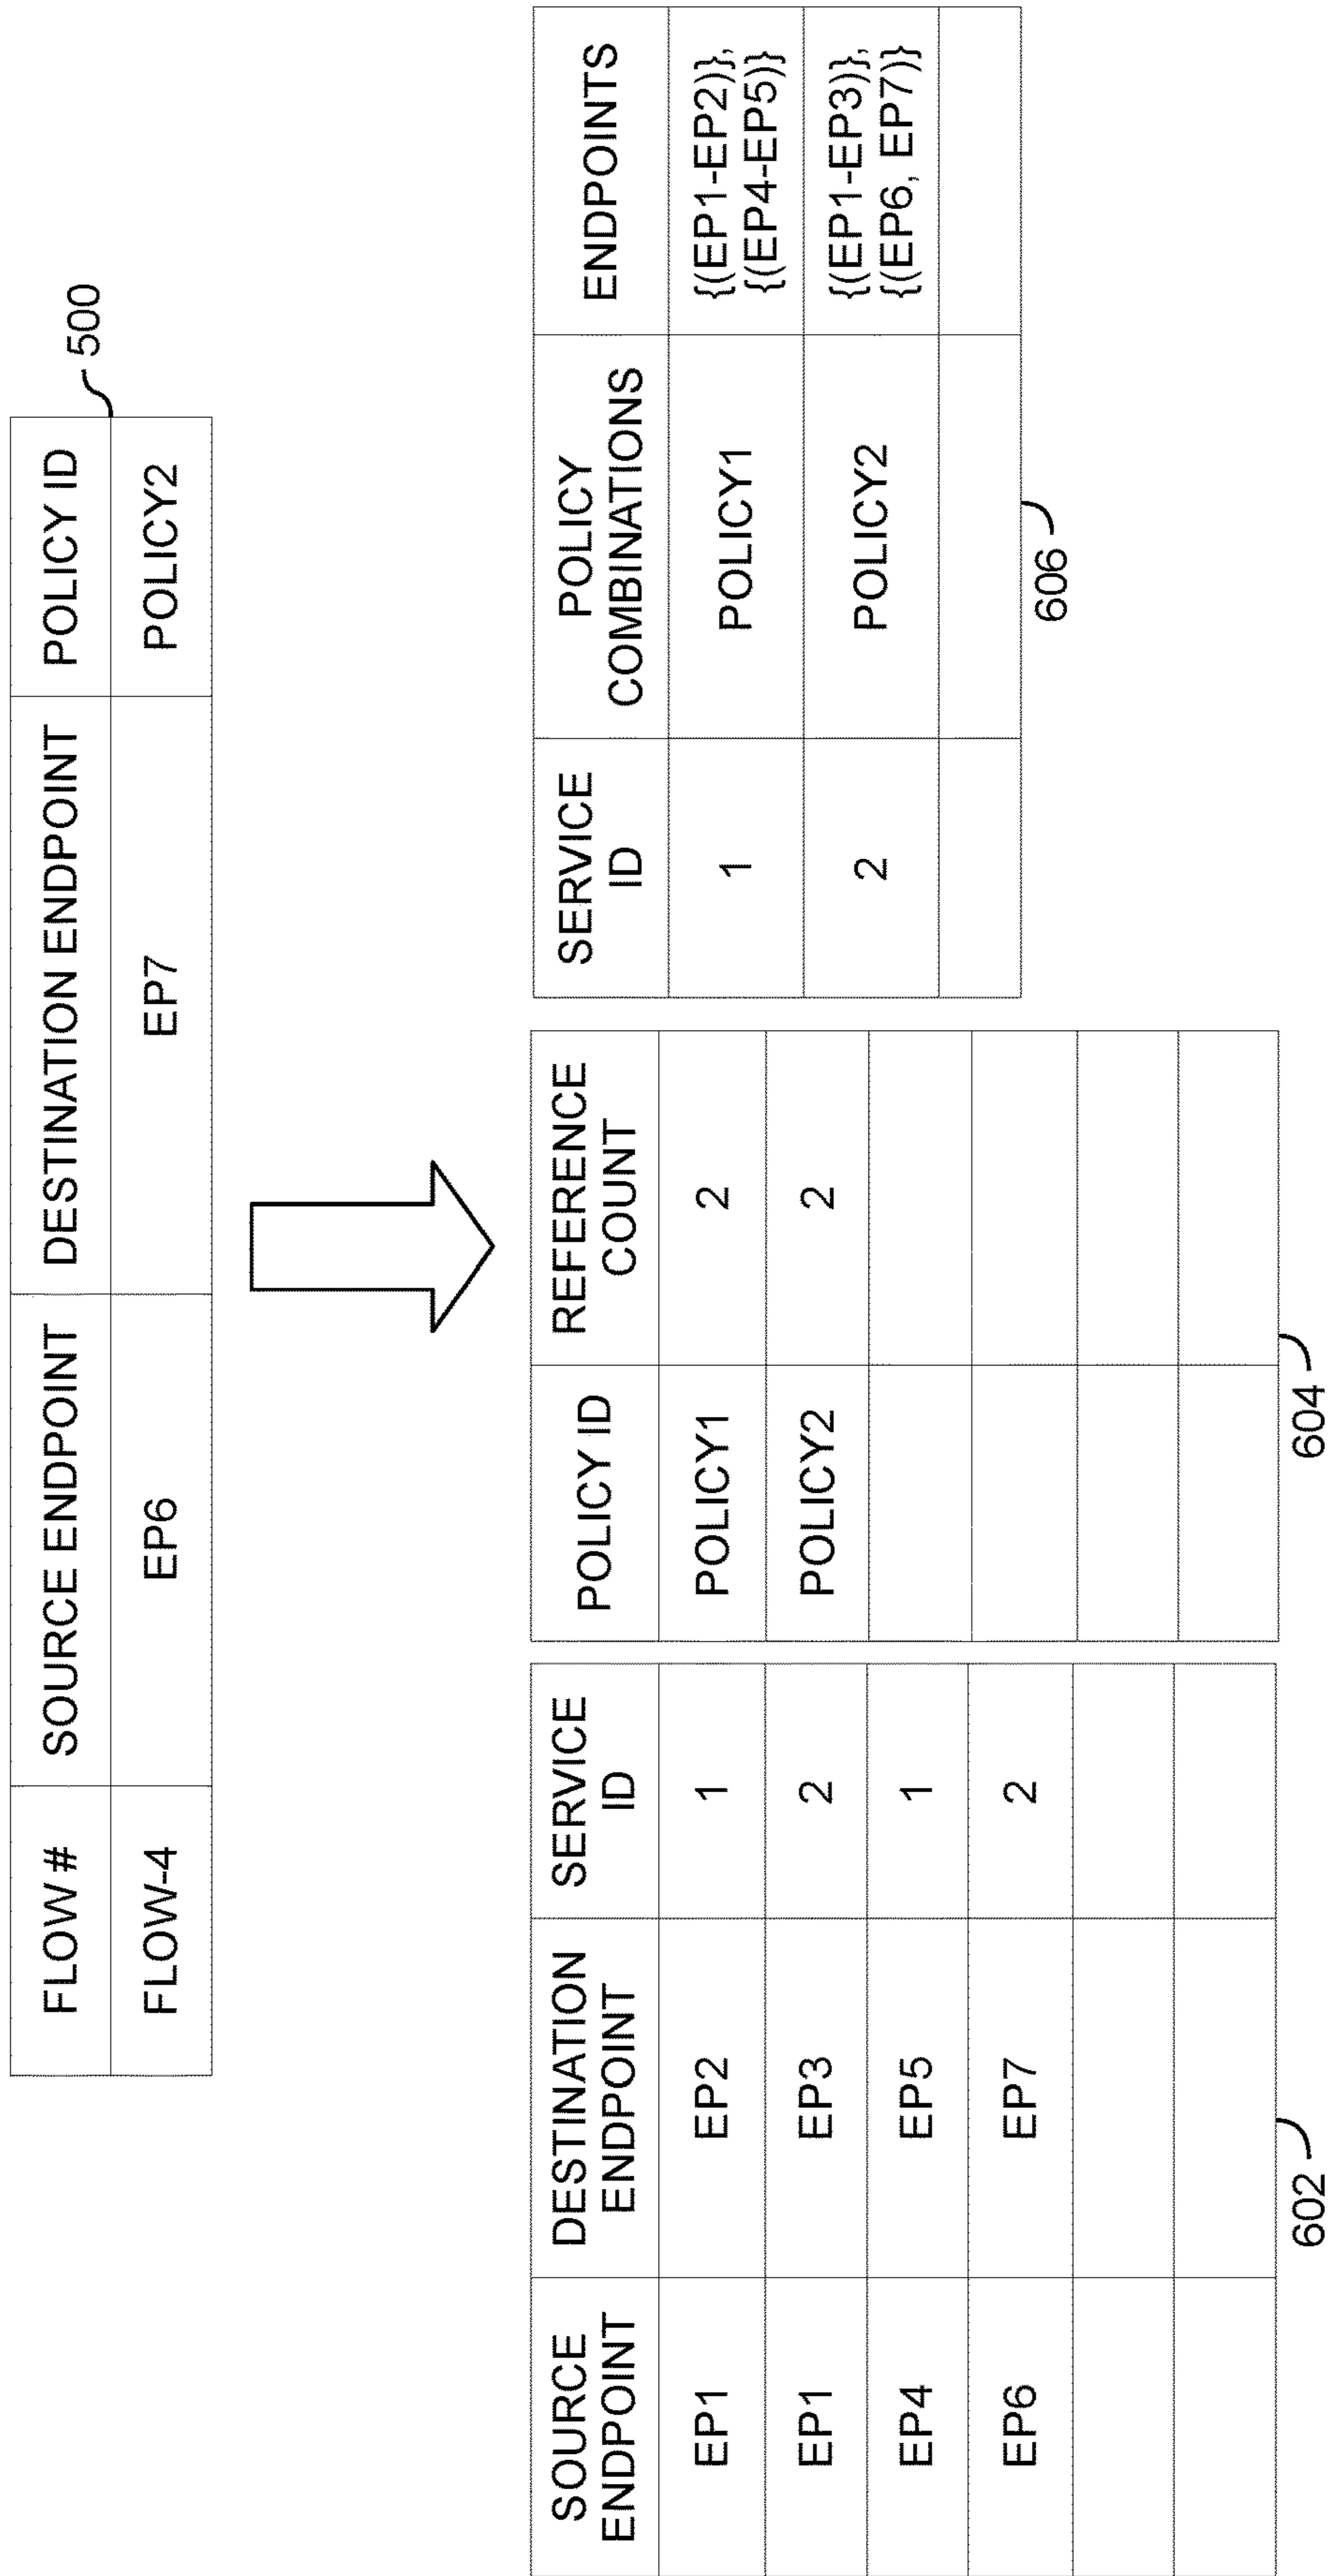 FLOW # SOURCE ENDPOINT DESTINATION ENDPOINT POLICY ID
FLOW-4 EP6 EP7 POLICY2
500
SOURCE
ENDPOINT
DESTINATION
ENDPOINT
SERVICE
ID
EP1 EP2 1
EP1 EP3 2
EP4 EP5 1
EP6 EP7 2
602
POLICY ID
REFERENCE
COUNT
POLICY1 2
POLICY2 2
604
SERVICE
ID
POLICY
COMBINATIONS
ENDPOINTS
1 POLICY1 {(EP1-EP2)},
{(EP4-EP5)}
2 POLICY2 {(EP1-EP3)},
{(EP6, EP7)}
606